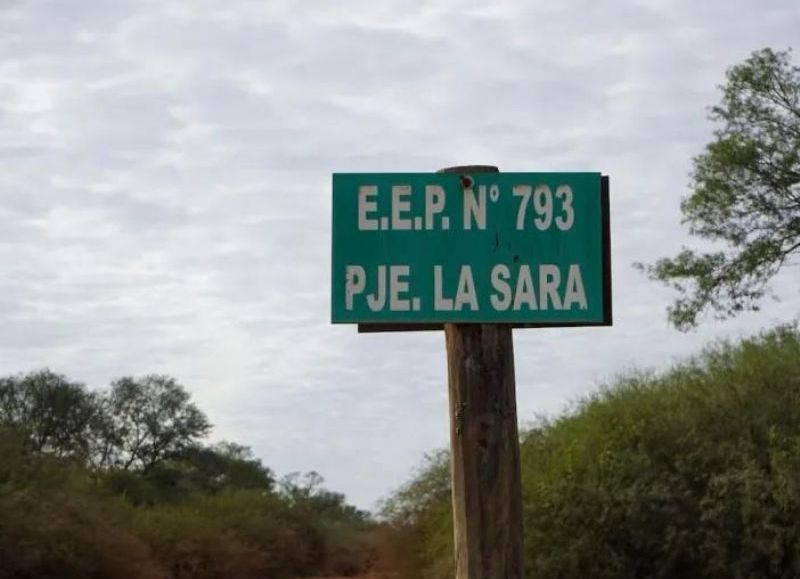 E.E.P. N° 793
PJE. LA SARA